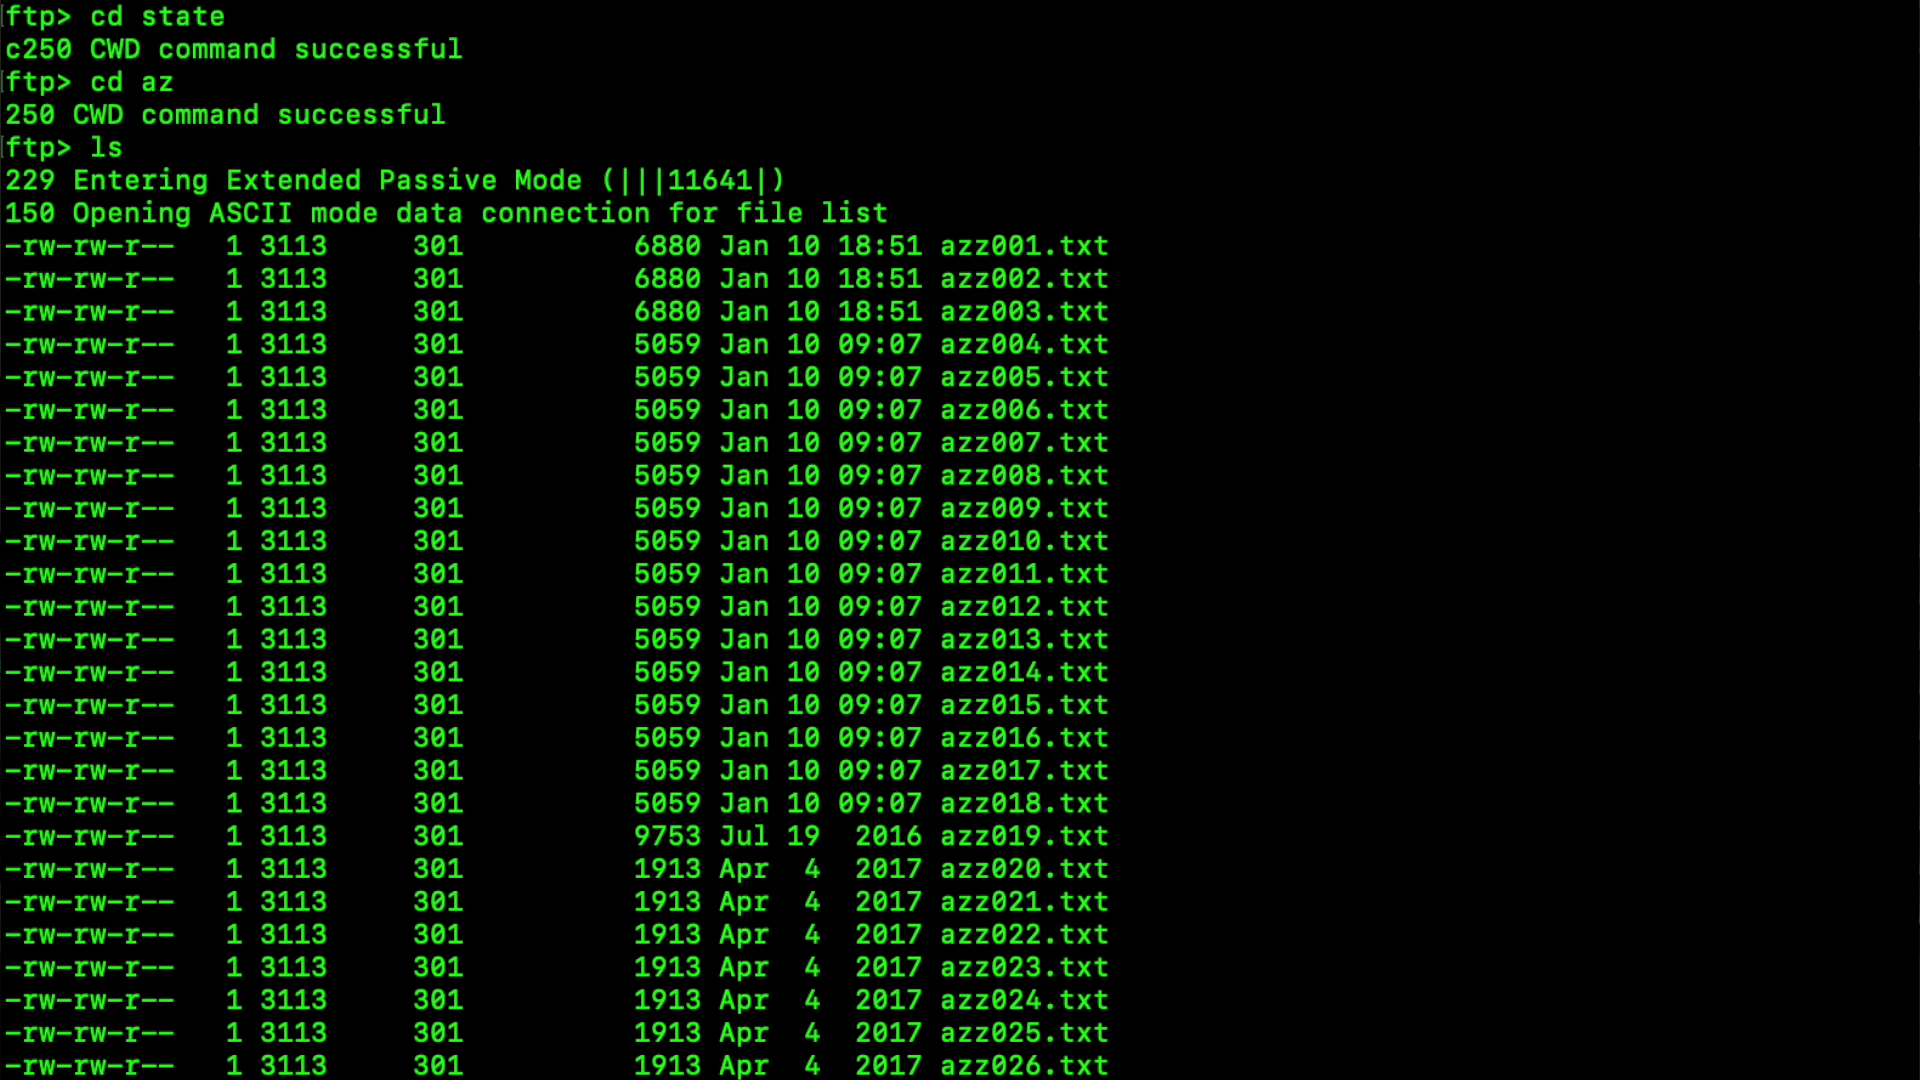 ftp> cd state
c250 CWD command successful
ftp> cd az
250 CWD command successful
ftp> ls
229 Entering Extended Passive Mode (|||11641|)
150 Opening ASCII mode data connection for file list
-rw-rw-r--   1 3113     301          6880 Jan 10 18:51 azz001.txt
-rw-rw-r--   1 3113     301          6880 Jan 10 18:51 azz002.txt
-rw-rw-r--   1 3113     301          6880 Jan 10 18:51 azz003.txt
-rw-rw-r--   1 3113     301          5059 Jan 10 09:07 azz004.txt
-rw-rw-r--   1 3113     301          5059 Jan 10 09:07 azz005.txt
-rw-rw-r--   1 3113     301          5059 Jan 10 09:07 azz006.txt
-rw-rw-r--   1 3113     301          5059 Jan 10 09:07 azz007.txt
-rw-rw-r--   1 3113     301          5059 Jan 10 09:07 azz008.txt
-rw-rw-r--   1 3113     301          5059 Jan 10 09:07 azz009.txt
-rw-rw-r--   1 3113     301          5059 Jan 10 09:07 azz010.txt
-rw-rw-r--   1 3113     301          5059 Jan 10 09:07 azz011.txt
-rw-rw-r--   1 3113     301          5059 Jan 10 09:07 azz012.txt
-rw-rw-r--   1 3113     301          5059 Jan 10 09:07 azz013.txt
-rw-rw-r--   1 3113     301          5059 Jan 10 09:07 azz014.txt
-rw-rw-r--   1 3113     301          5059 Jan 10 09:07 azz015.txt
-rw-rw-r--   1 3113     301          5059 Jan 10 09:07 azz016.txt
-rw-rw-r--   1 3113     301          5059 Jan 10 09:07 azz017.txt
-rw-rw-r--   1 3113     301          5059 Jan 10 09:07 azz018.txt
-rw-rw-r--   1 3113     301          9753 Jul 19  2016 azz019.txt
-rw-rw-r--   1 3113     301          1913 Apr  4  2017 azz020.txt
-rw-rw-r--   1 3113     301          1913 Apr  4  2017 azz021.txt
-rw-rw-r--   1 3113     301          1913 Apr  4  2017 azz022.txt
-rw-rw-r--   1 3113     301          1913 Apr  4  2017 azz023.txt
-rw-rw-r--   1 3113     301          1913 Apr  4  2017 azz024.txt
-rw-rw-r--   1 3113     301          1913 Apr  4  2017 azz025.txt
-rw-rw-r--   1 3113     301          1913 Apr  4  2017 azz026.txt